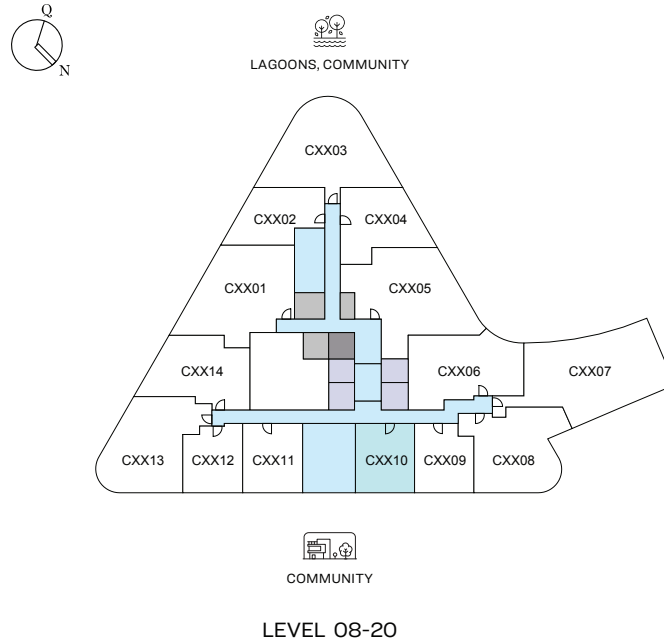 Q
N
LAGOONS, COMMUNITY
CXX03
CXX02
CXX04
CXX01
CXX05
CXX14
CXX06
CXX07
CXX13
CXX12
CXX11
CXX10
CXX09
CXX08
COMMUNITY
LEVEL 08-20